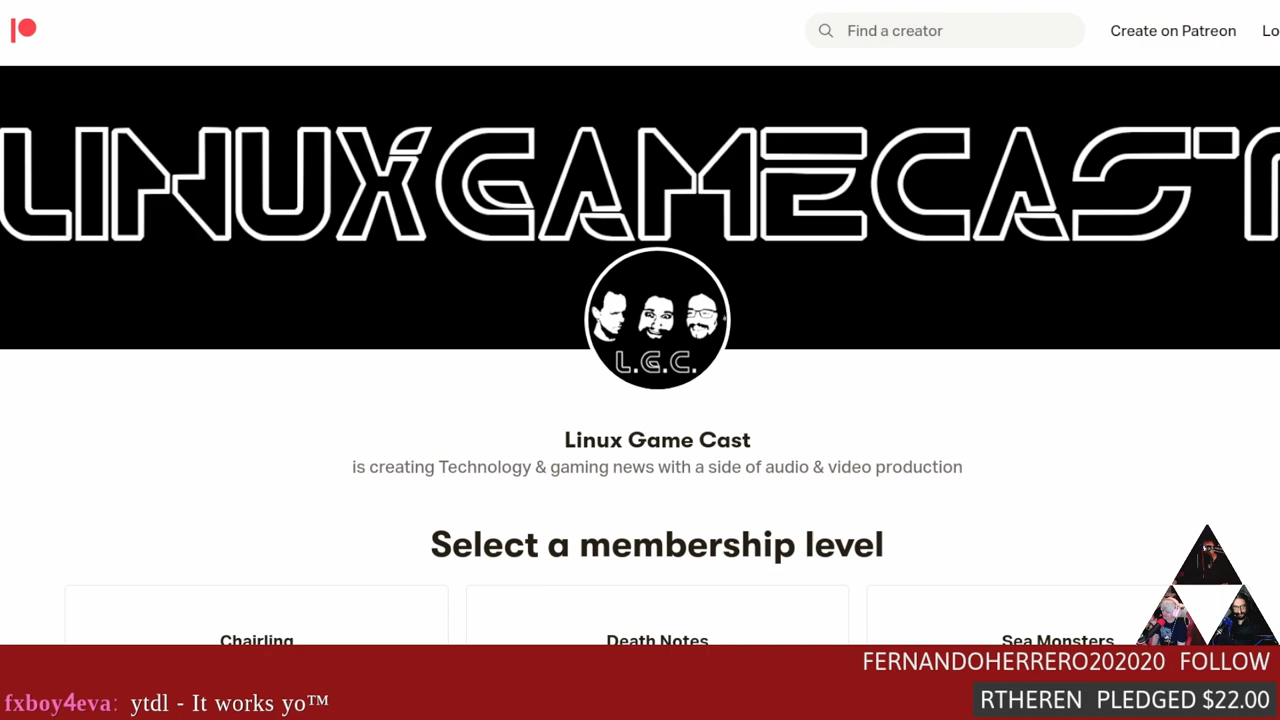 Find a creator
Create on Patreon
Lo
LINUXGAMECAST
L.G.C.
Linux Game Cast
is creating Technology & gaming news with a side of audio & video production
Select a membership level
Chairling
Death Notes
Sea Monsters
FERNANDOHERRERO202020 FOLLOW
fxboy4eva: ytdl - It works yo™
RTHEREN PLEDGED $22.00